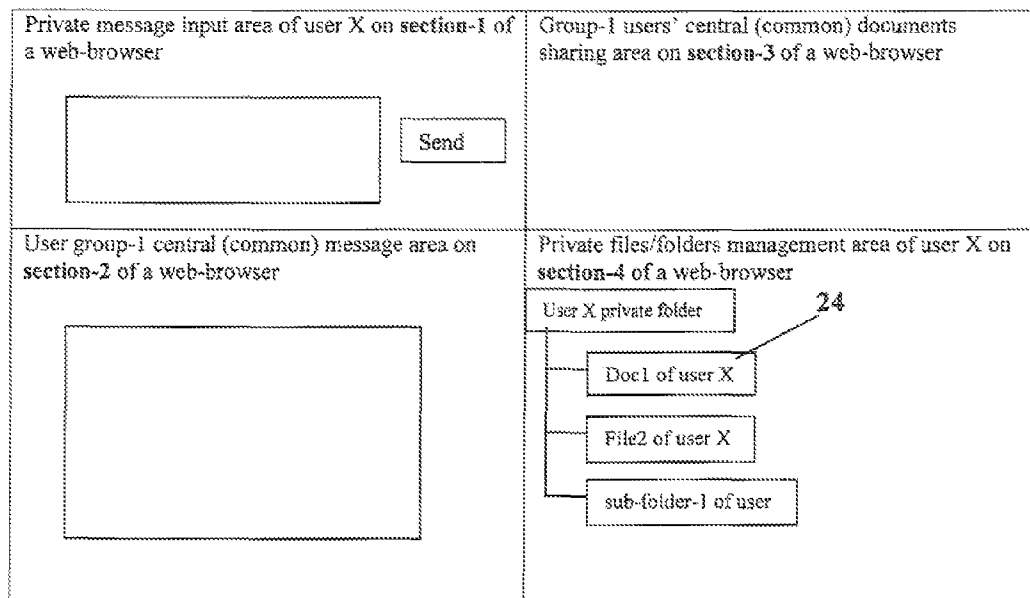 Private message input area of user X on section-1 of
a web-browser
Send
Group-1 users' central (common) documents
sharing area on section-3 of a web-browser
User group-1 central (common) message area on
section-2 of a web-browser
Private files/folders management area of user X on
section-4 of a web-browser
24
User X private folder
Doc1 of user X
File2 of user X
sub-folder-1 of user